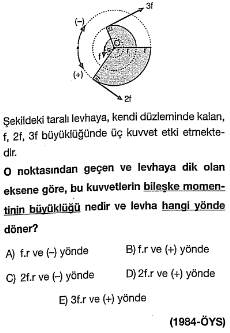 3f
(−)
O
r
f
(+)
2f
Şekildeki taralı levhaya, kendi düzleminde kalan,
f, 2f, 3f büyüklüğünde üç kuvvet etki etmekte-
dir.
O noktasından geçen ve levhaya dik olan
eksene göre, bu kuvvetlerin bileşke momen-
tinin büyüklüğü nedir ve levha hangi yönde
döner?
A) f.r ve (−) yönde B) f.r ve (+) yönde
C) 2f.r ve (−) yönde D) 2f.r ve (+) yönde
E) 3f.r ve (+) yönde
(1984-ÖYS)